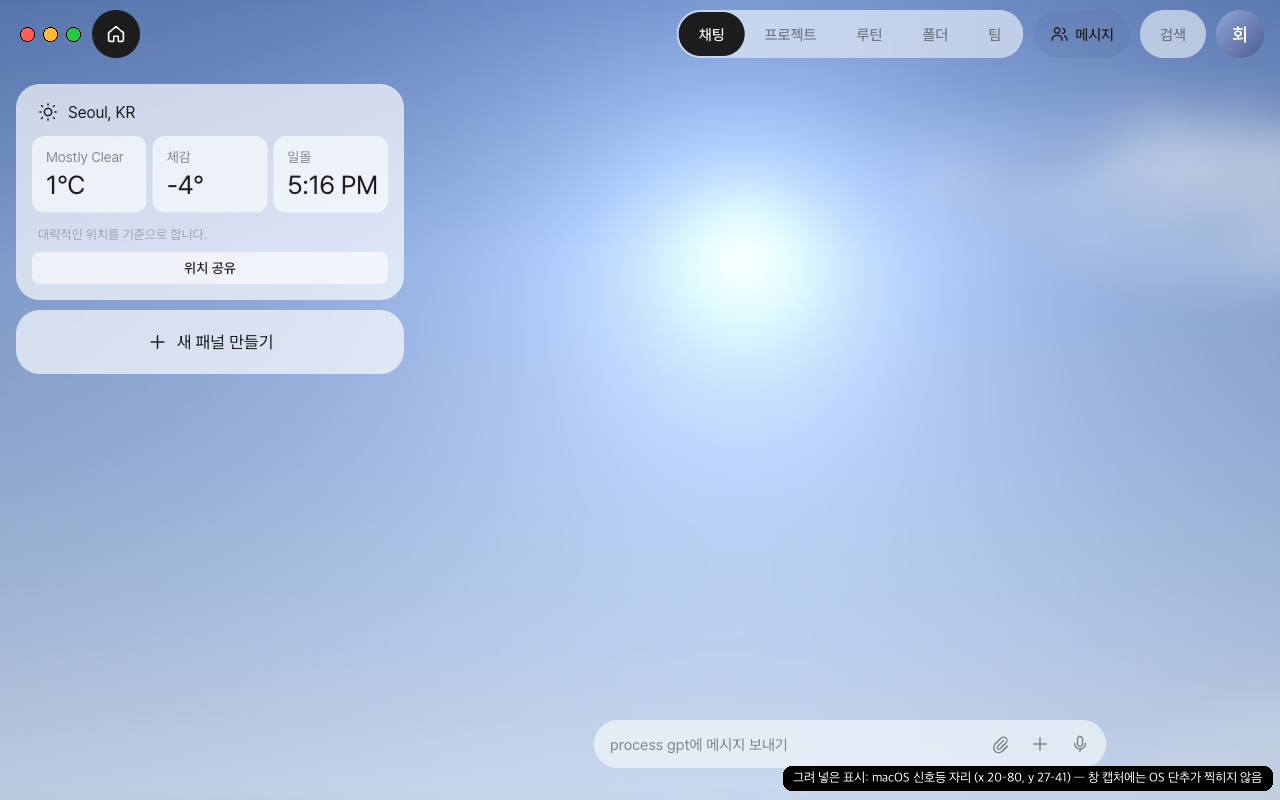 채팅 프로젝트 루틴 폴더 팀 메시지 검색 회
Seoul, KR
Mostly Clear 체감 일몰
1°C -4° 5:16 PM
대략적인 위치를 기준으로 합니다.
위치 공유
새 패널 만들기
process gpt에 메시지 보내기
그려 넣은 표시: macOS 신호등 자리 (x 20-80, y 27-41) — 창 캡처에는 OS 단추가 찍히지 않음